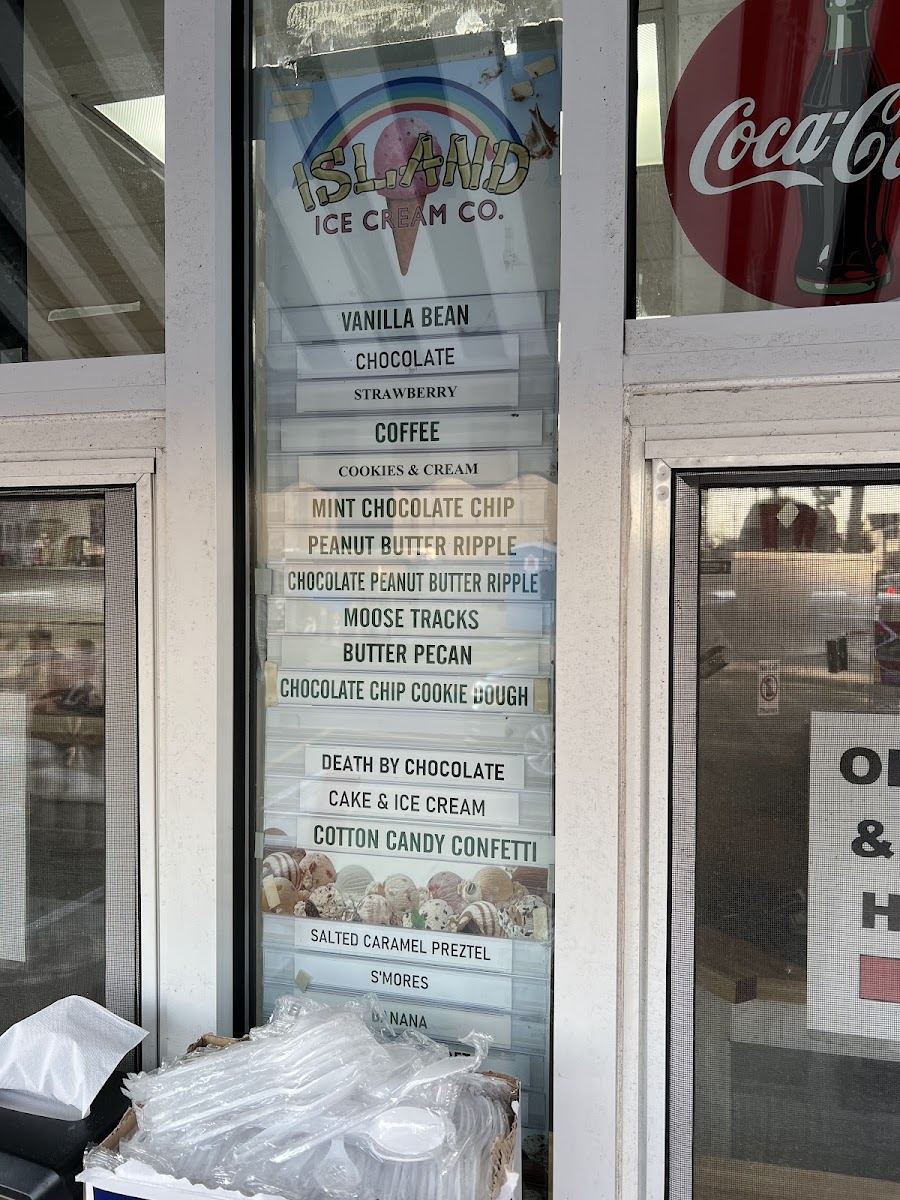 ISLAND
ICE CREAM CO.
Coca-Co
VANILLA BEAN
CHOCOLATE
STRAWBERRY
COFFEE
COOKIES & CREAM
MINT CHOCOLATE CHIP
PEANUT BUTTER RIPPLE
CHOCOLATE PEANUT BUTTER RIPPLE
MOOSE TRACKS
BUTTER PECAN
CHOCOLATE CHIP COOKIE DOUGH
DEATH BY CHOCOLATE
CAKE & ICE CREAM
COTTON CANDY CONFETTI
SALTED CARAMEL PREZTEL
S'MORES
BANANA
&
H